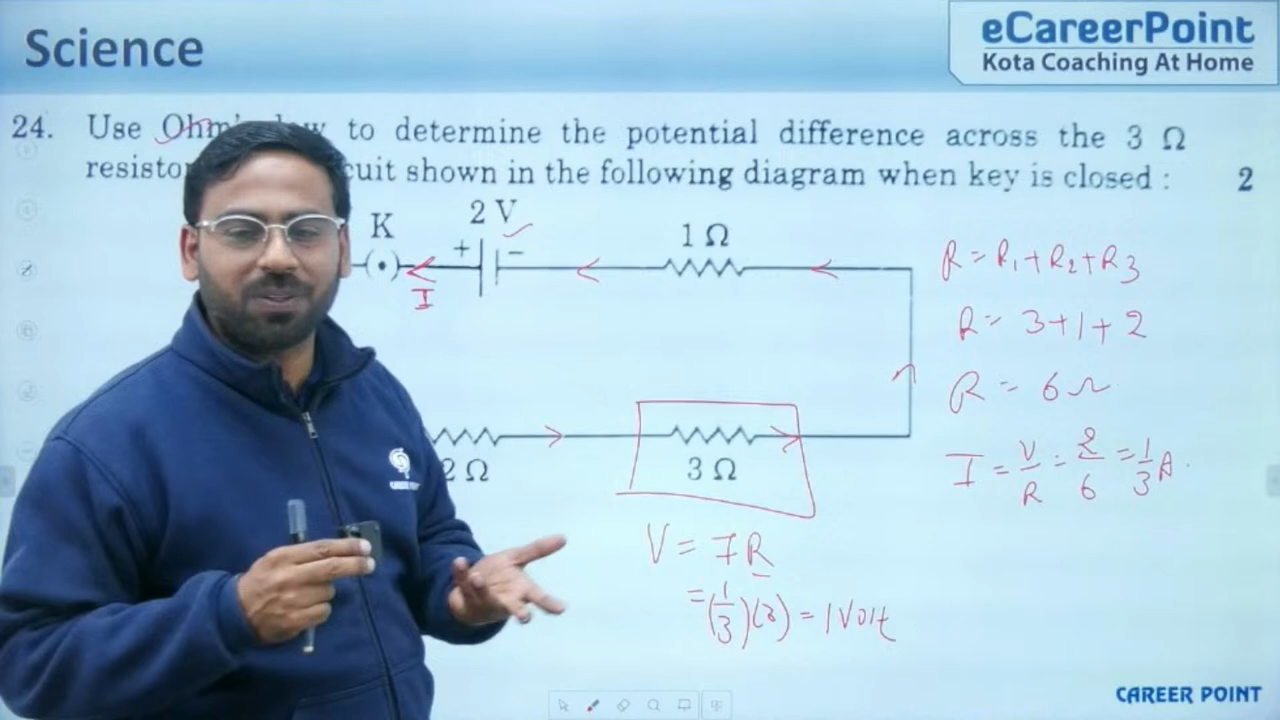 Science
eCareerPoint
Kota Coaching At Home
24. Use Ohm's law to determine the potential difference across the 3 Ω
shown in the following diagram when key is closed : 2
K
2 V
+
−
1 Ω
I
2 Ω
3 Ω
R = R1 + R2 + R3
R = 3 + 1 + 2
R = 6 Ω
I = V/R = 2/6 = 1/3 A.
V = IR
= (1/3)(3) = 1 Volt
CAREER POINT